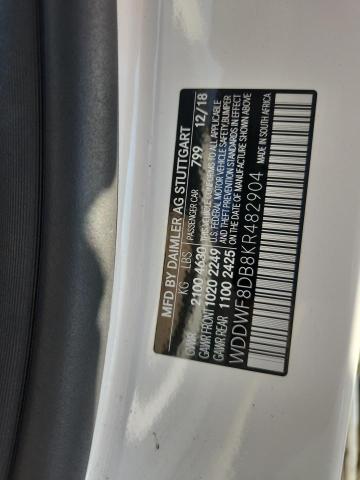 MFD BY DAIMLER AG STUTTGART
KG LBS PASSENGER CAR 799 12/18
GVWR 2100 4630 THIS VEHICLE CONFORMS TO ALL APPLICABLE
GAWR FRONT 1020 2249 U.S. FEDERAL MOTOR VEHICLE SAFETY/BUMPER
GAWR REAR 1100 2425 AND THEFT PREVENTION STANDARDS IN EFFECT
ON THE DATE OF MANUFACTURE SHOWN ABOVE
WDDWF8DB8KR482904 MADE IN SOUTH AFRICA